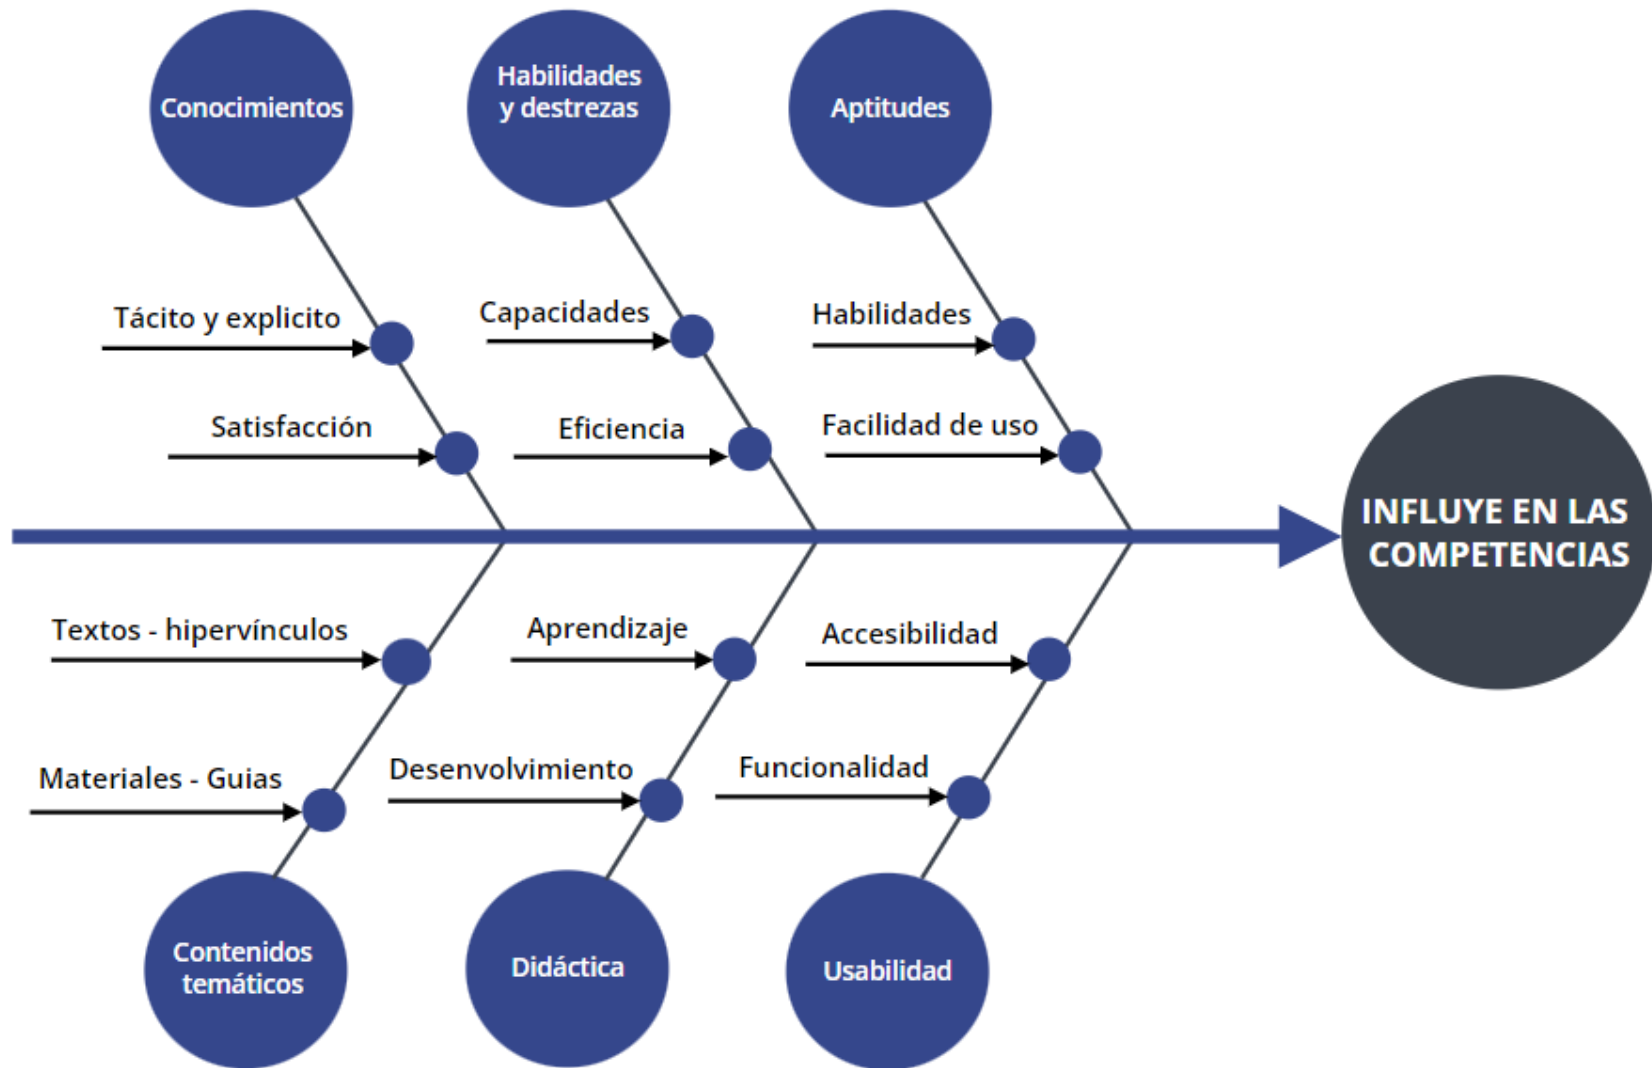 Conocimientos
Habilidades
y destrezas
Aptitudes
Tácito y explicito
Capacidades
Habilidades
Satisfacción
Eficiencia
Facilidad de uso
INFLUYE EN LAS
COMPETENCIAS
Textos - hipervínculos
Aprendizaje
Accesibilidad
Materiales - Guias
Desenvolvimiento
Funcionalidad
Contenidos
temáticos
Didáctica
Usabilidad